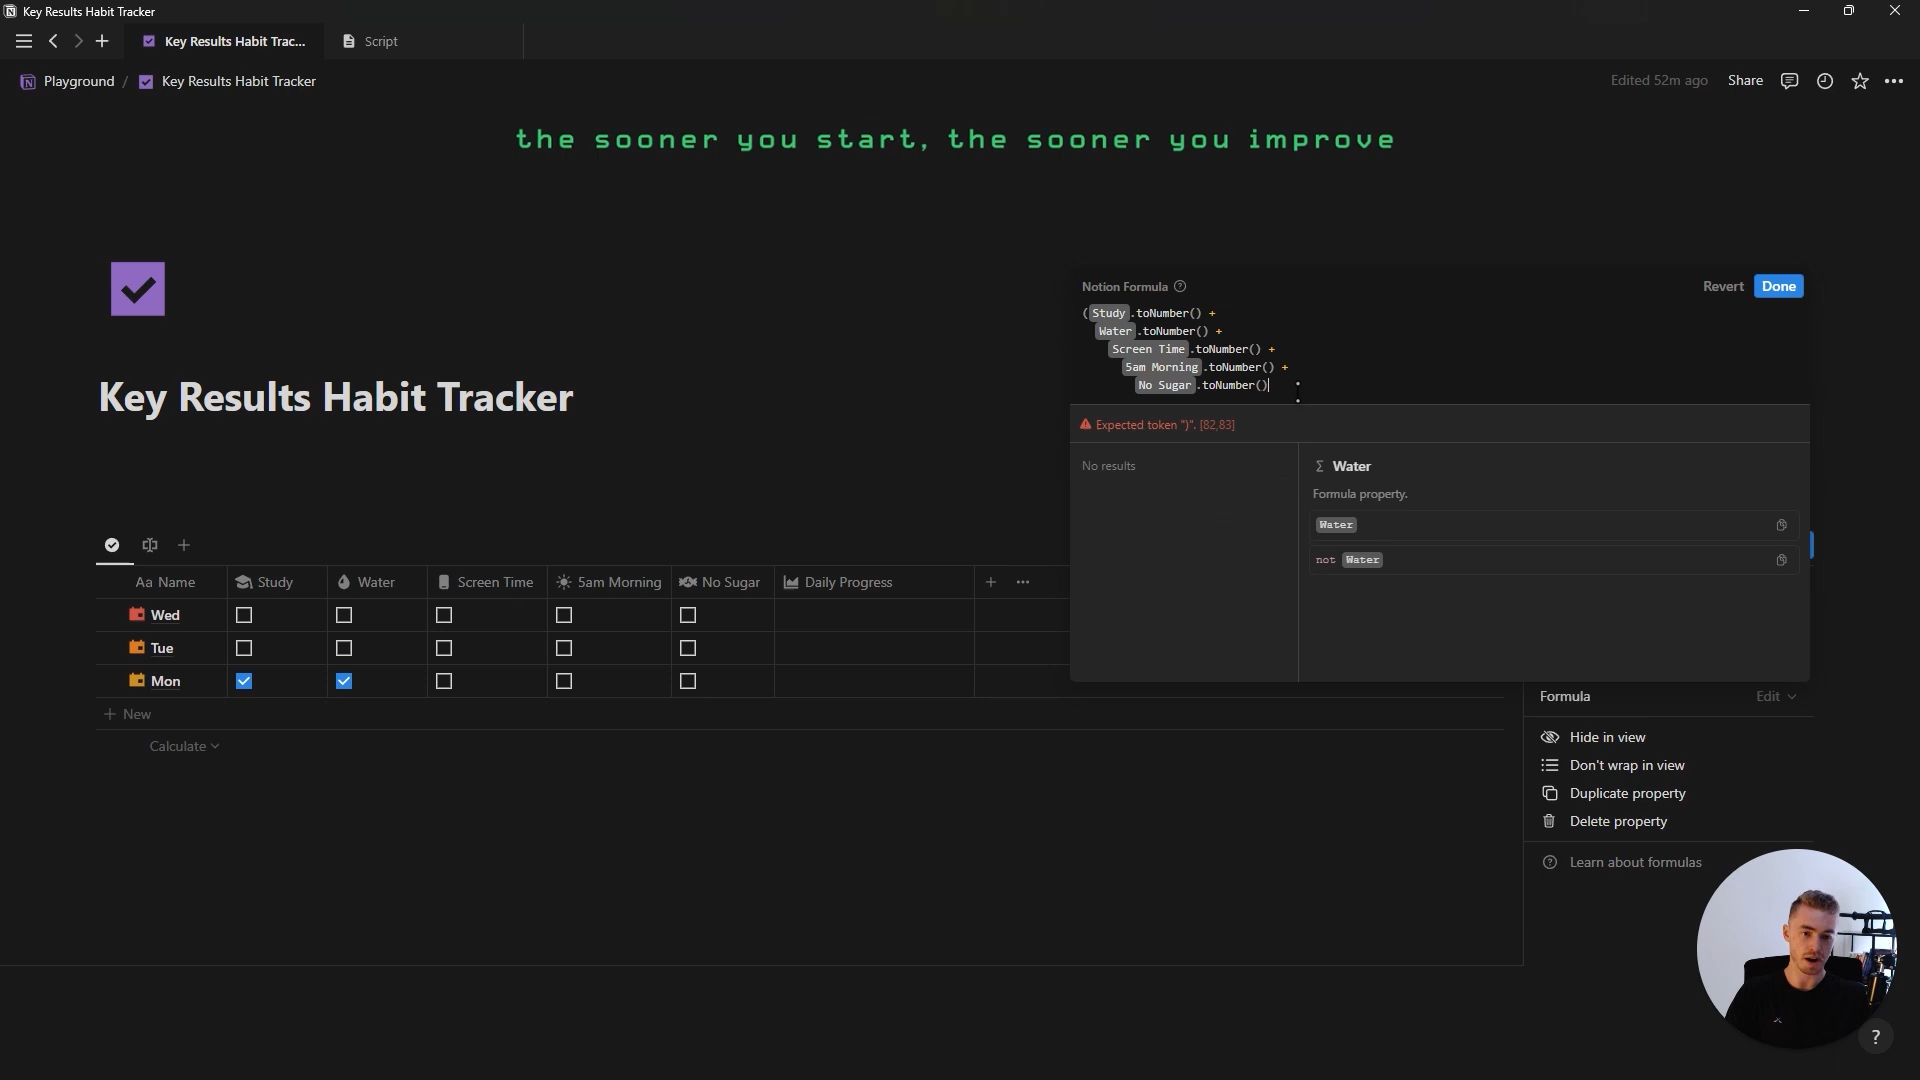 Key Results Habit Tracker
Key Results Habit Trac...
Script
Playground / Key Results Habit Tracker
Edited 52m ago
Share
the sooner you start, the sooner you improve
Notion Formula
Revert
Done
(Study.toNumber() +
Water.toNumber() +
Screen Time.toNumber() +
5am Morning.toNumber() +
No Sugar.toNumber()
Key Results Habit Tracker
Expected token ")". [82,83]
No results
Σ Water
Formula property.
Water
not Water
Aa Name
Study
Water
Screen Time
5am Morning
No Sugar
Daily Progress
Wed
Tue
Mon
+ New
Calculate
Formula
Edit
Hide in view
Don't wrap in view
Duplicate property
Delete property
Learn about formulas
?